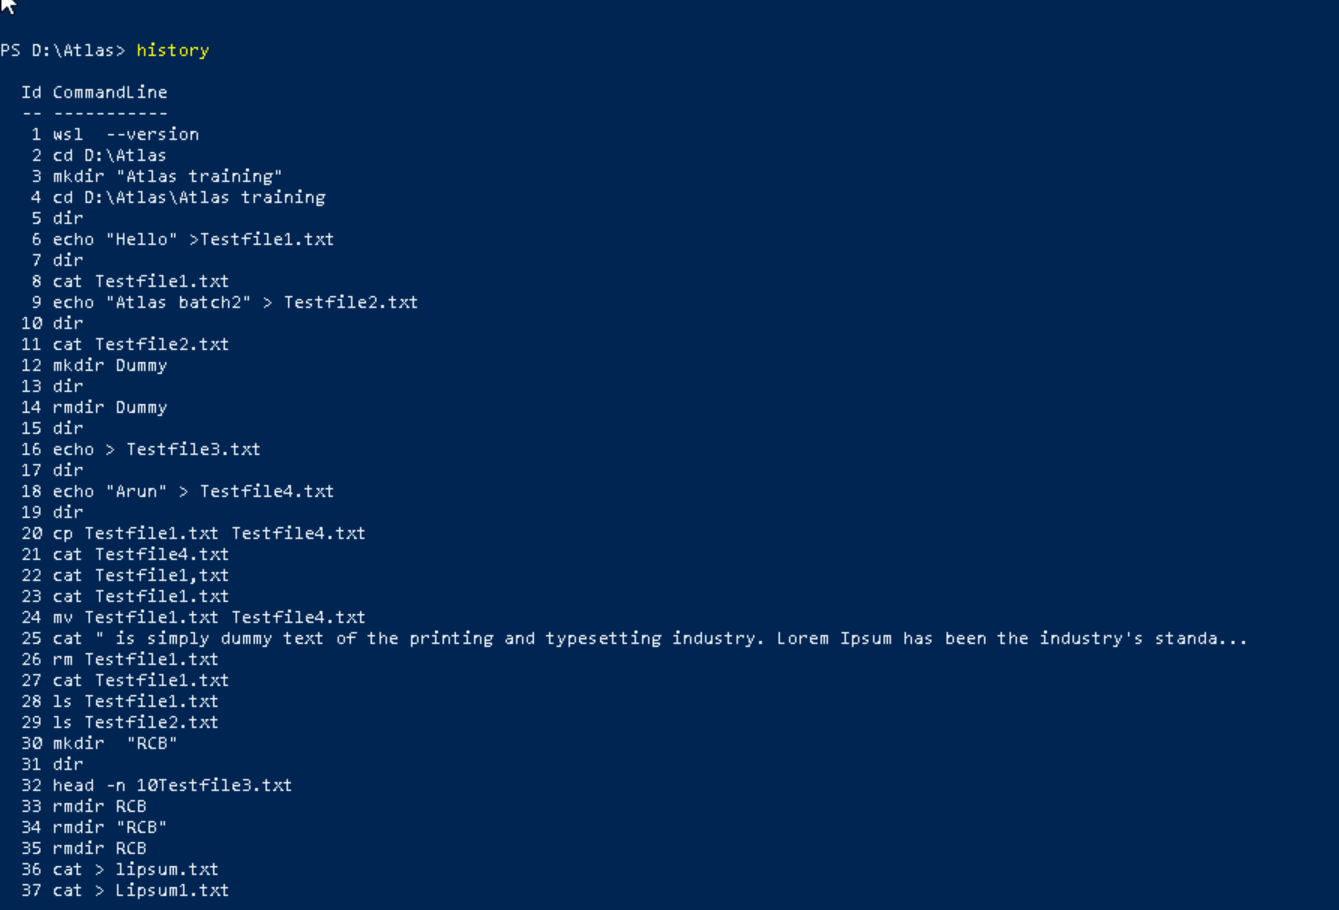 PS D:\Atlas> history
Id CommandLine
-- -----------
1 wsl  --version
2 cd D:\Atlas
3 mkdir "Atlas training"
4 cd D:\Atlas\Atlas training
5 dir
6 echo "Hello" >Testfile1.txt
7 dir
8 cat Testfile1.txt
9 echo "Atlas batch2" > Testfile2.txt
10 dir
11 cat Testfile2.txt
12 mkdir Dummy
13 dir
14 rmdir Dummy
15 dir
16 echo > Testfile3.txt
17 dir
18 echo "Arun" > Testfile4.txt
19 dir
20 cp Testfile1.txt Testfile4.txt
21 cat Testfile4.txt
22 cat Testfile1,txt
23 cat Testfile1.txt
24 mv Testfile1.txt Testfile4.txt
25 cat " is simply dummy text of the printing and typesetting industry. Lorem Ipsum has been the industry's standa...
26 rm Testfile1.txt
27 cat Testfile1.txt
28 ls Testfile1.txt
29 ls Testfile2.txt
30 mkdir  "RCB"
31 dir
32 head -n 10Testfile3.txt
33 rmdir RCB
34 rmdir "RCB"
35 rmdir RCB
36 cat > lipsum.txt
37 cat > Lipsum1.txt